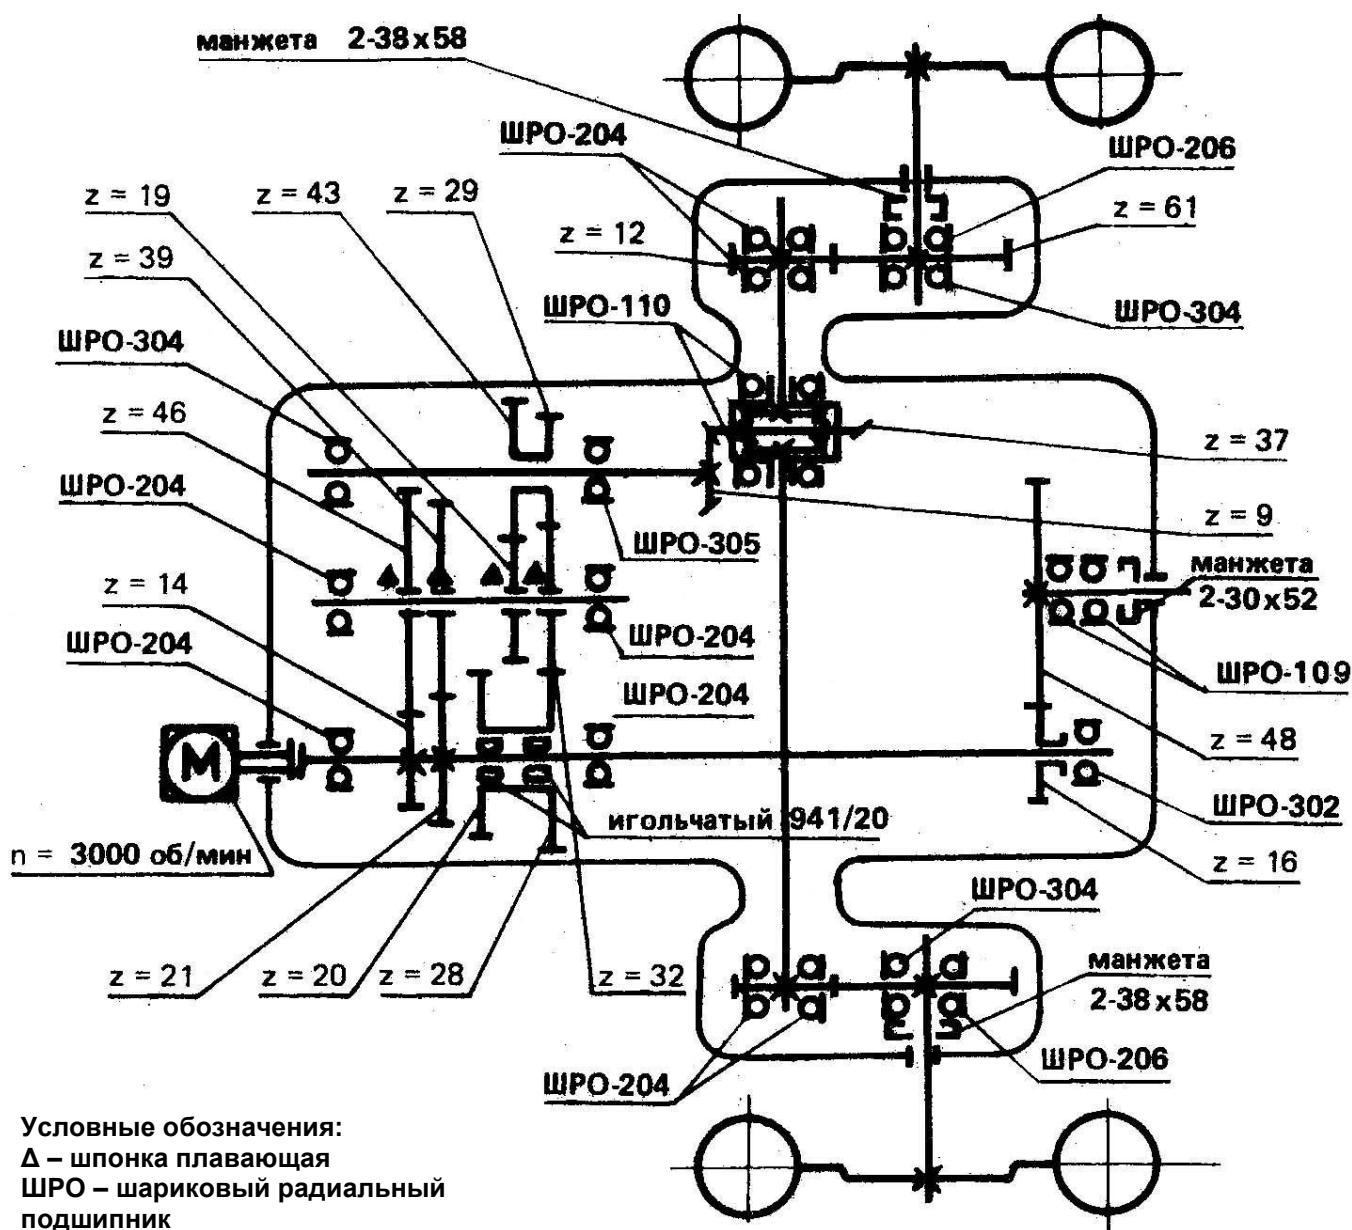 манжета 2-38х58
ШРО-204
ШРО-206
z = 19
z = 43
z = 29
z = 61
z = 12
z = 39
ШРО-110
ШРО-304
ШРО-304
z = 46
z = 37
ШРО-204
z = 9
ШРО-305
манжета
2-30х52
z = 14
ШРО-204
ШРО-204
ШРО-109
ШРО-204
z = 48
М
ШРО-302
игольчатый 941/20
n = 3000 об/мин
z = 16
ШРО-304
z = 21
z = 20
z = 28
z = 32
манжета
2-38х58
ШРО-206
ШРО-204
Условные обозначения:
Δ – шпонка плавающая
ШРО – шариковый радиальный
подшипник